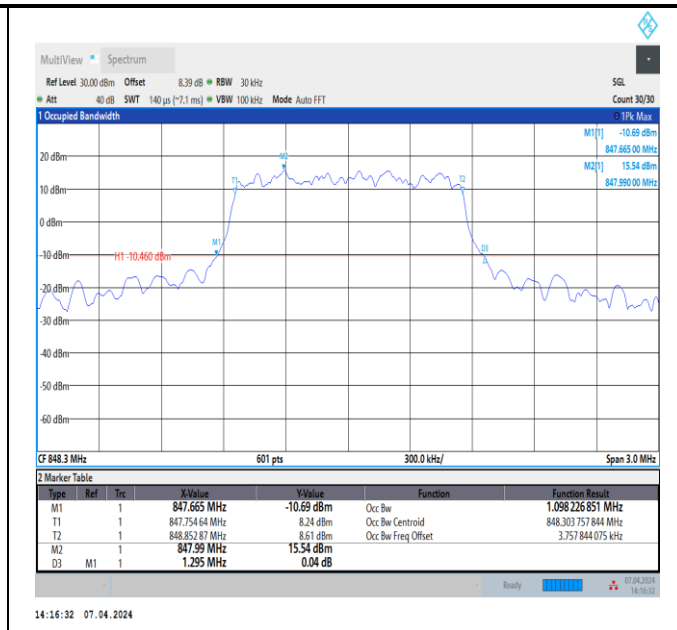 R S
MultiView Spectrum
Ref Level 30.00 dBm Offset 8.39 dB RBW 30 kHz SGL
Att 40 dB SWT 140 µs (~7.1 ms) VBW 100 kHz Mode Auto FFT Count 30/30
1 Occupied Bandwidth 1Pk Max
M1[1] -10.69 dBm
847.665 00 MHz
M2[1] 15.54 dBm
847.990 00 MHz
M2
20 dBm
T1 T2
10 dBm
0 dBm
M1 D3
-10 dBm H1 -10.460 dBm
-20 dBm
-30 dBm
-40 dBm
-50 dBm
-60 dBm
CF 848.3 MHz 601 pts 300.0 kHz/ Span 3.0 MHz
2 Marker Table
Type Ref Trc X-Value Y-Value Function Function Result
M1 1 847.665 MHz -10.69 dBm Occ Bw 1.098 226 851 MHz
T1 1 847.754 64 MHz 8.24 dBm Occ Bw Centroid 848.303 757 844 MHz
T2 1 848.852 87 MHz 8.61 dBm Occ Bw Freq Offset 3.757 844 075 kHz
M2 1 847.99 MHz 15.54 dBm
D3 M1 1 1.295 MHz 0.04 dB
Ready 07.04.2024
14:16:32
14:16:32 07.04.2024